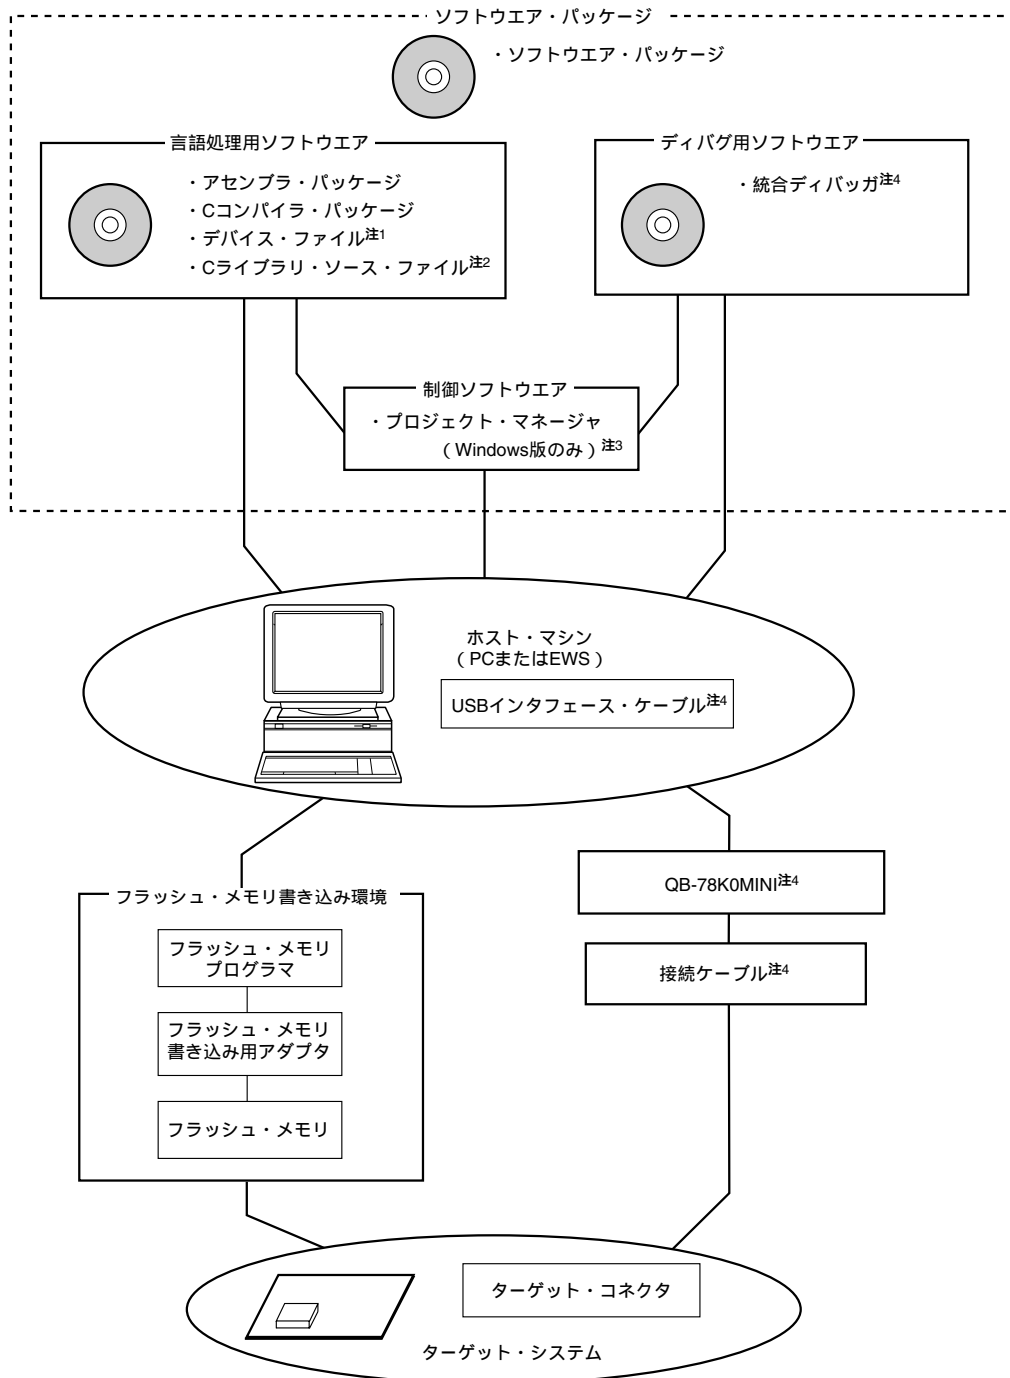 ソフトウエア・パッケージ
・ソフトウエア・パッケージ
言語処理用ソフトウエア
・アセンブラ・パッケージ
・Cコンパイラ・パッケージ
・デバイス・ファイル注1
・Cライブラリ・ソース・ファイル注2
ディバグ用ソフトウエア
・統合ディバッガ注4
制御ソフトウエア
・プロジェクト・マネージャ
（Windows版のみ）注3
ホスト・マシン
（PCまたはEWS）
USBインタフェース・ケーブル注4
フラッシュ・メモリ書き込み環境
フラッシュ・メモリ
プログラマ
フラッシュ・メモリ
書き込み用アダプタ
フラッシュ・メモリ
QB-78K0MINI注4
接続ケーブル注4
ターゲット・コネクタ
ターゲット・システム